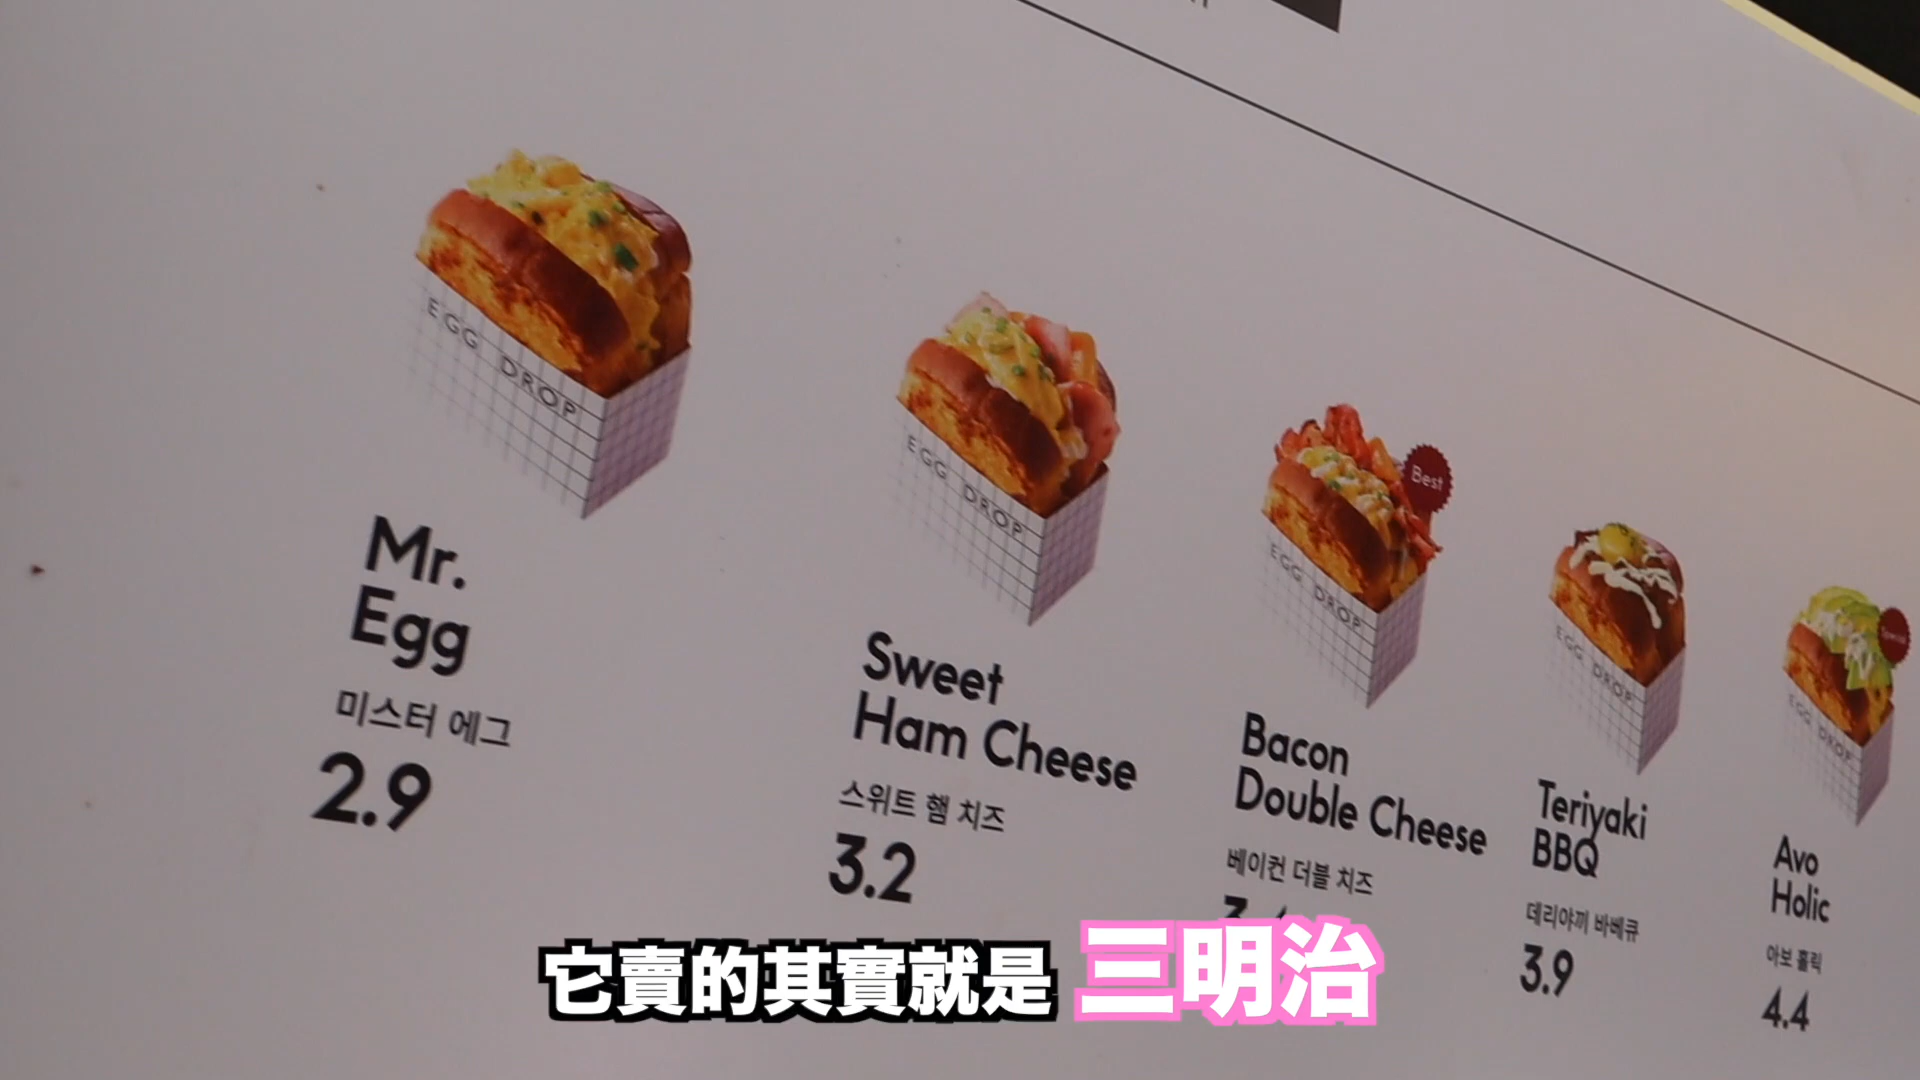 EGG DROP
Mr.
Egg
미스터 에그
2.9
EGG DROP
Sweet
Ham Cheese
스위트 햄 치즈
3.2
Best
EGG DROP
Bacon
Double Cheese
베이컨 더블 치즈
EGG DROP
Teriyaki
BBQ
데리야끼 바베큐
3.9
Special
EGG DROP
Avo
Holic
아보 홀릭
4.4
它賣的其實就是 三明治